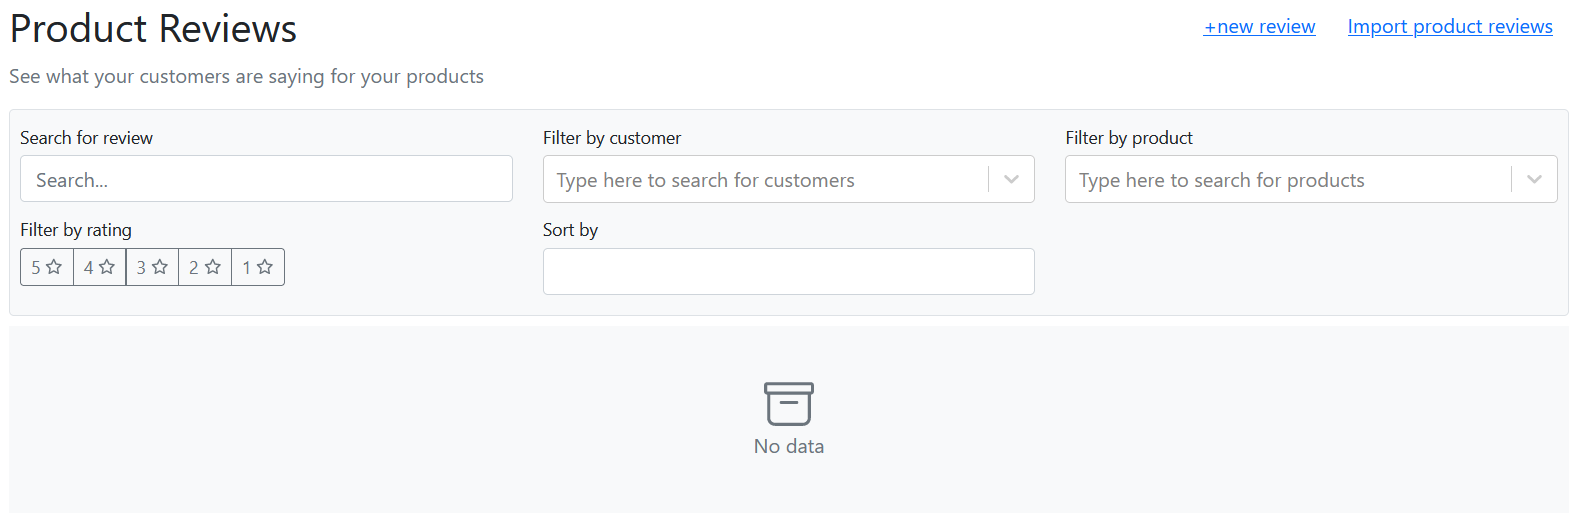 Product Reviews
+new review
Import product reviews
See what your customers are saying for your products
Search for review
Filter by customer
Filter by product
Search...
Type here to search for customers
Type here to search for products
Filter by rating
Sort by
5 4 3 2 1
No data